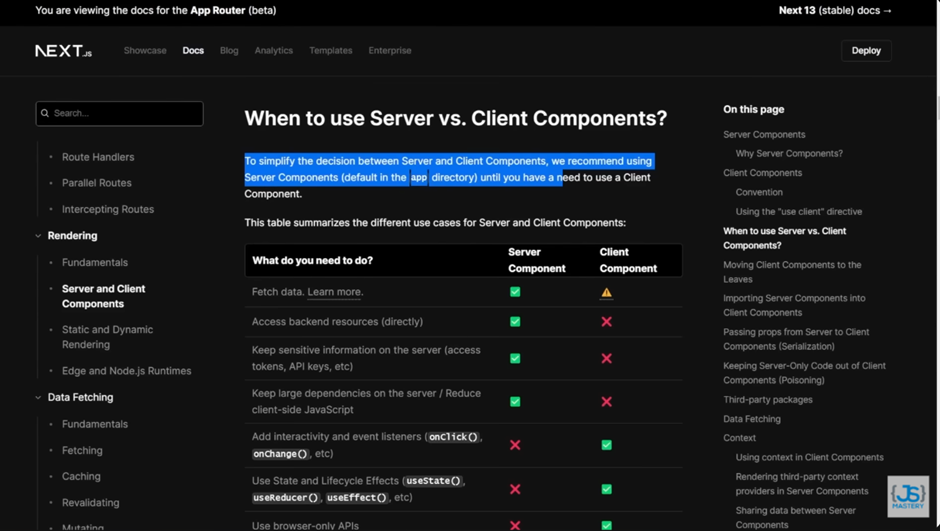 You are viewing the docs for the App Router (beta)
Next 13 (stable) docs →
NEXT.JS
Showcase
Docs
Blog
Analytics
Templates
Enterprise
Deploy
Search...
Route Handlers
Parallel Routes
Intercepting Routes
Rendering
Fundamentals
Server and Client
Components
Static and Dynamic
Rendering
Edge and Node.js Runtimes
Data Fetching
Fundamentals
Fetching
Caching
Revalidating
Mutating
When to use Server vs. Client Components?
To simplify the decision between Server and Client Components, we recommend using
Server Components (default in the app directory) until you have a need to use a Client
Component.
This table summarizes the different use cases for Server and Client Components:
What do you need to do?
Server
Component
Client
Component
Fetch data. Learn more.
Access backend resources (directly)
Keep sensitive information on the server (access
tokens, API keys, etc)
Keep large dependencies on the server / Reduce
client-side JavaScript
Add interactivity and event listeners (onClick(),
onChange(), etc)
Use State and Lifecycle Effects (useState(),
useReducer(), useEffect(), etc)
Use browser-only APIs
On this page
Server Components
Why Server Components?
Client Components
Convention
Using the "use client" directive
When to use Server vs. Client
Components?
Moving Client Components to the
Leaves
Importing Server Components into
Client Components
Passing props from Server to Client
Components (Serialization)
Keeping Server-Only Code out of Client
Components (Poisoning)
Third-party packages
Data Fetching
Context
Using context in Client Components
Rendering third-party context
providers in Server Components
Sharing data between Server
Components
{JS}
MASTERY